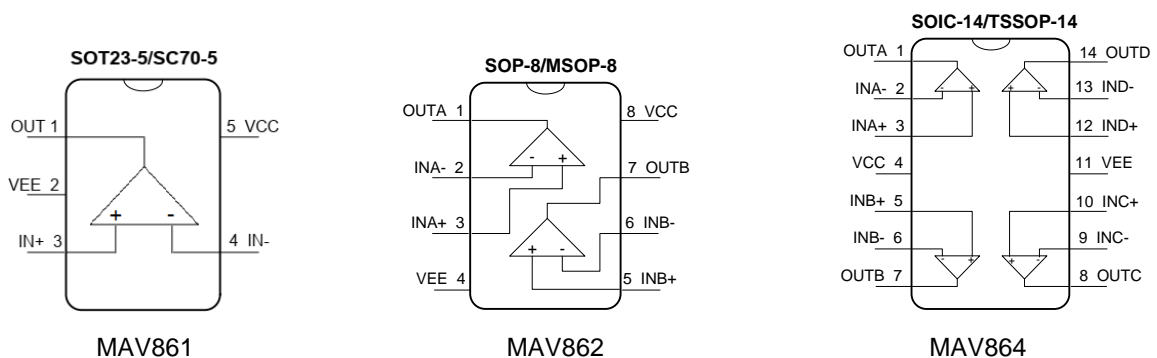 SOT23-5/SC70-5
OUT 1
5 VCC
VEE 2
+ -
IN+ 3
4 IN-
MAV861
SOP-8/MSOP-8
OUTA 1
8 VCC
- +
INA- 2
7 OUTB
INA+ 3
6 INB-
+ -
VEE 4
5 INB+
MAV862
SOIC-14/TSSOP-14
OUTA 1
14 OUTD
- +
+ -
INA- 2
13 IND-
INA+ 3
12 IND+
VCC 4
11 VEE
INB+ 5
10 INC+
INB- 6
9 INC-
- +
+ -
OUTB 7
8 OUTC
MAV864